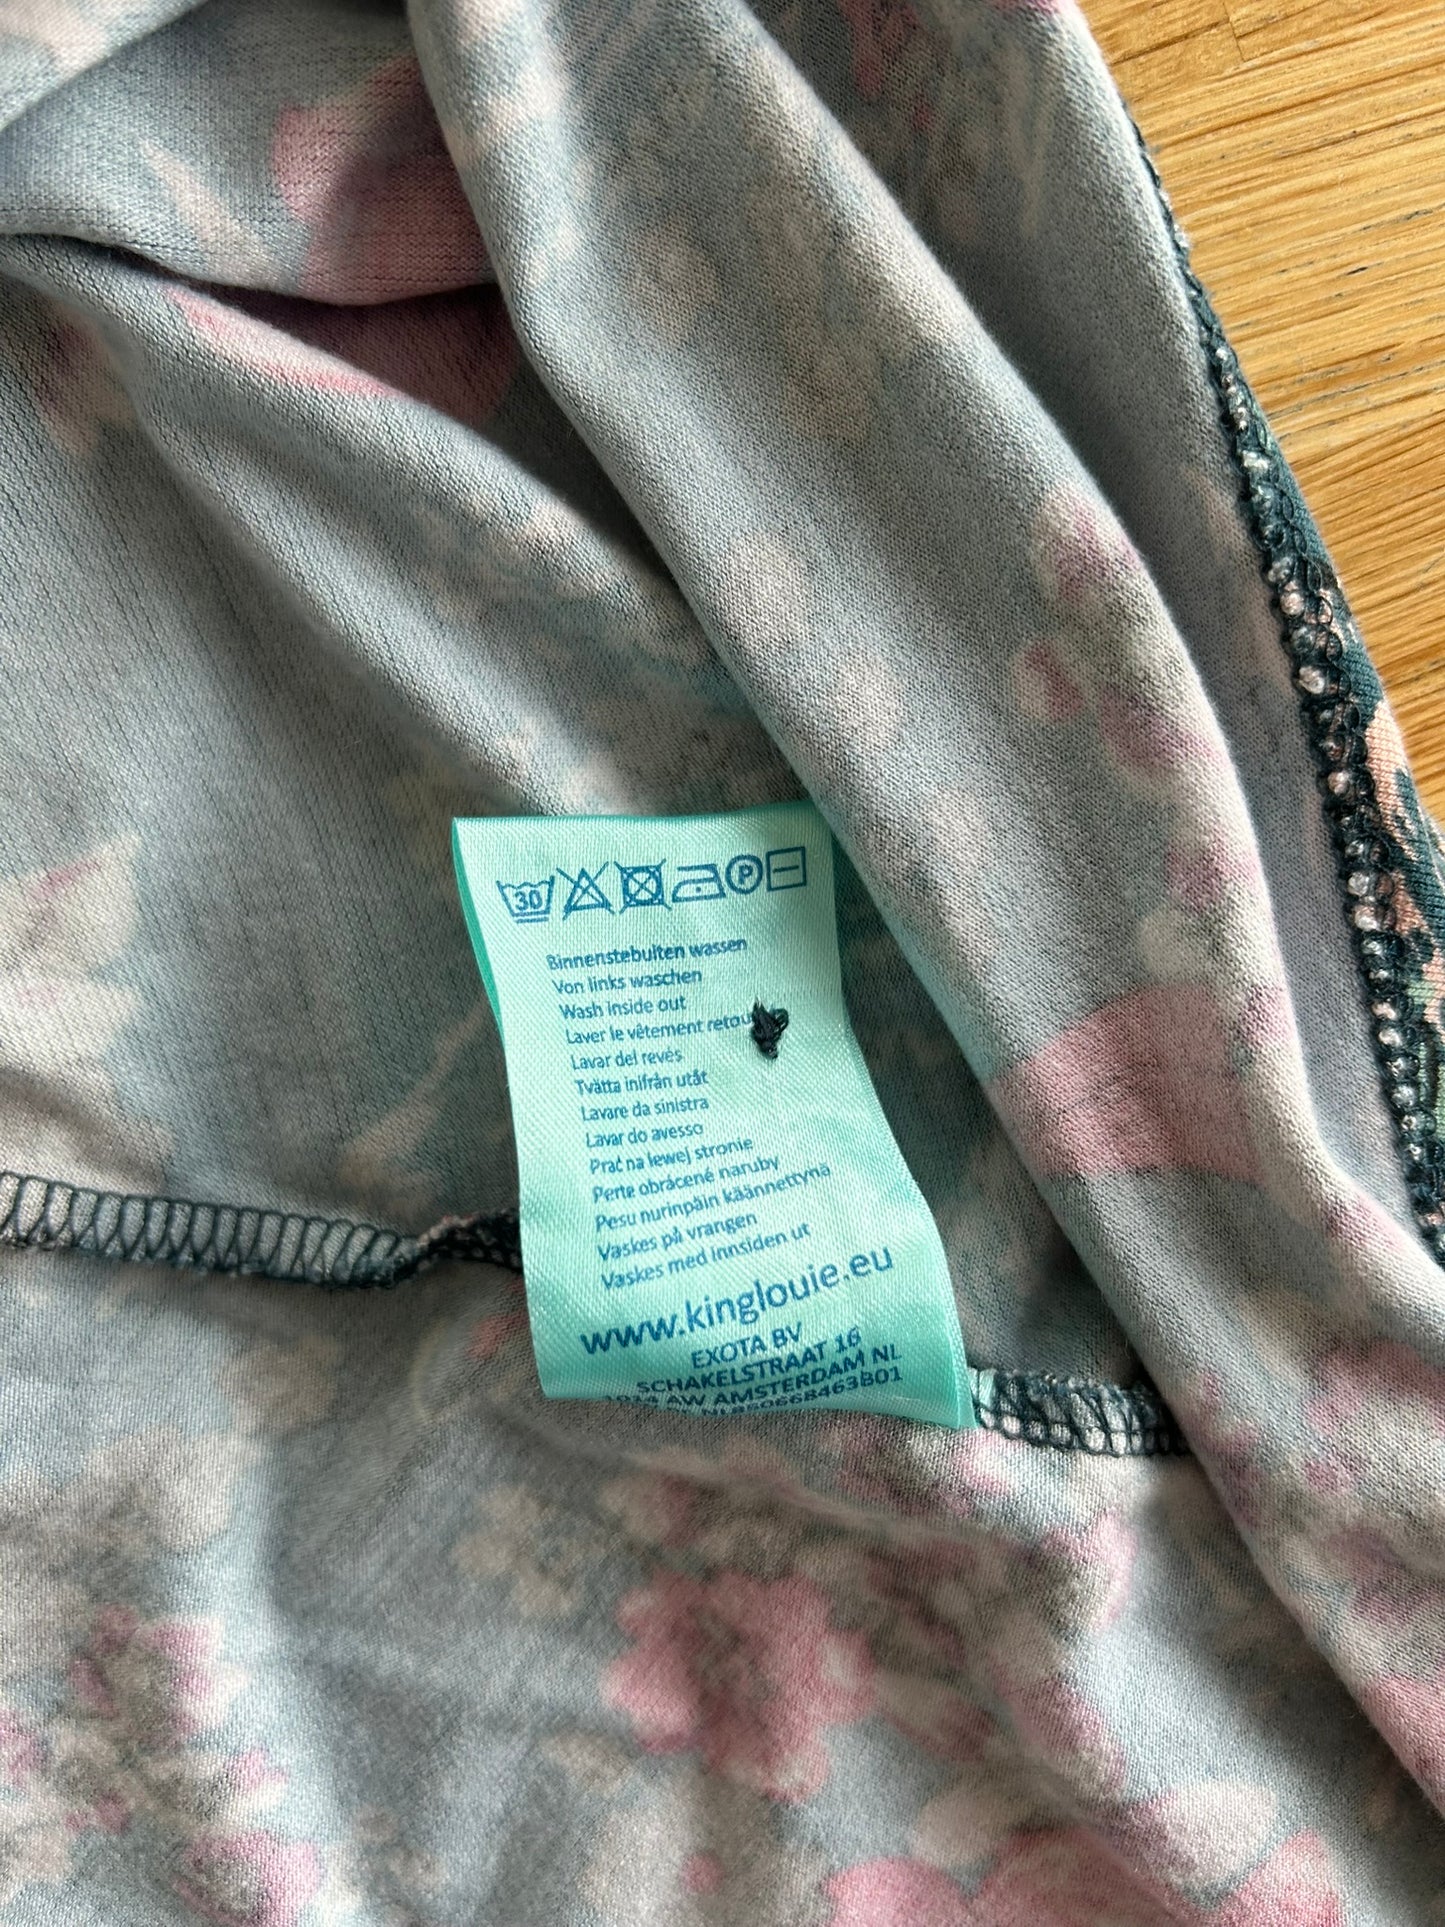 30
P
Binnenstebuiten wassen
Von links waschen
Wash inside out
Laver le vêtement retou
Lavar del revés
Tvätta inifrån utåt
Lavare da sinistra
Lavar do avesso
Prać na lewej stronie
Perte obrácené naruby
Pesu nurinpäin käännettynä
Vaskes på vrangen
Vaskes med innsiden ut
www.kinglouie.eu
EXOTA BV
SCHAKELSTRAAT 16
AW AMSTERDAM NL
NL850668463B01